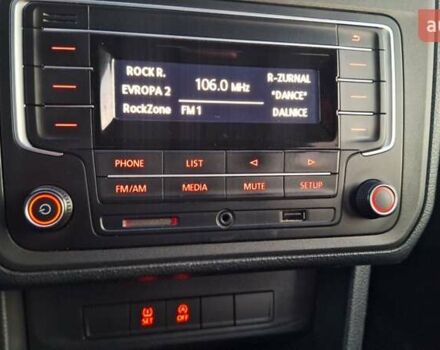 au
ROCK R.
R-ZURNAL
106.0 MHz
EVROPA 2
*DANCE*
RockZone
FM 1
DALNICE
PHONE
LIST
FM/AM
MEDIA
MUTE
SETUP
SET
A
OFF